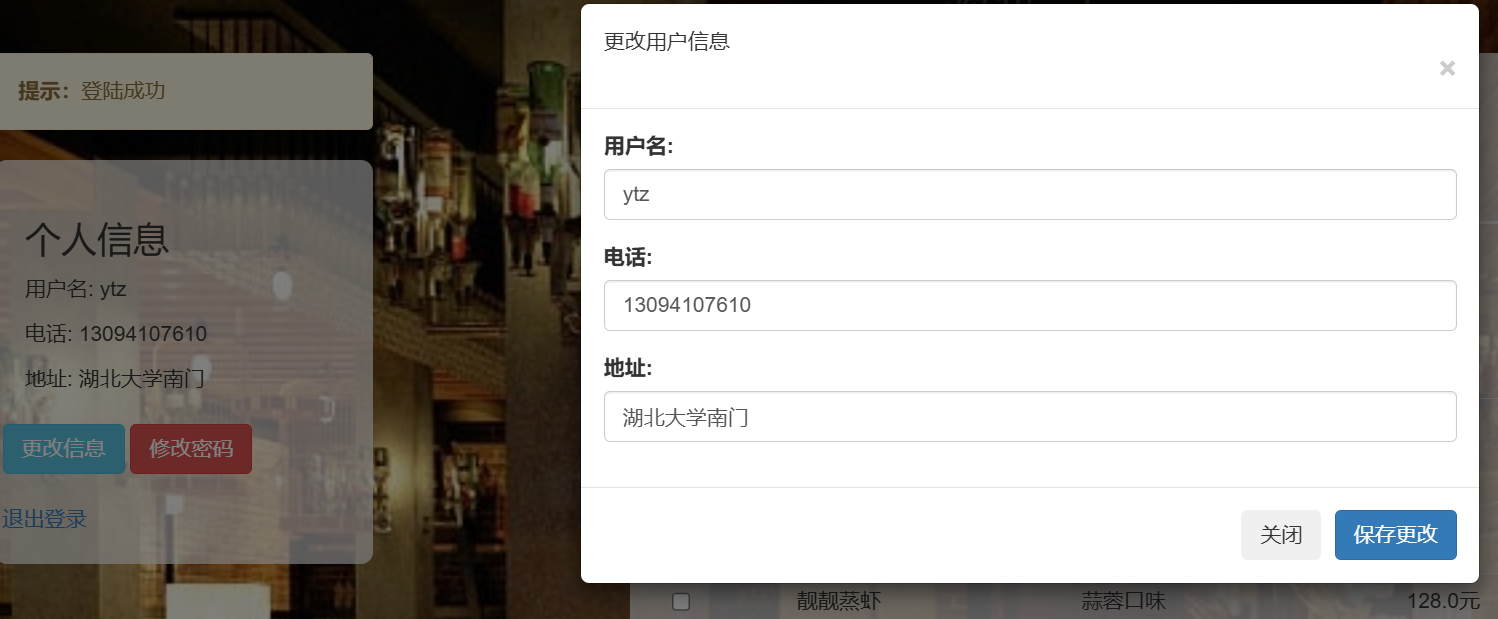 提示：登陆成功
个人信息
用户名: ytz
电话: 13094107610
地址: 湖北大学南门
更改信息 修改密码
退出登录
更改用户信息
×
用户名:
ytz
电话:
13094107610
地址:
湖北大学南门
关闭 保存更改
靓靓蒸虾 蒜蓉口味 128.0元